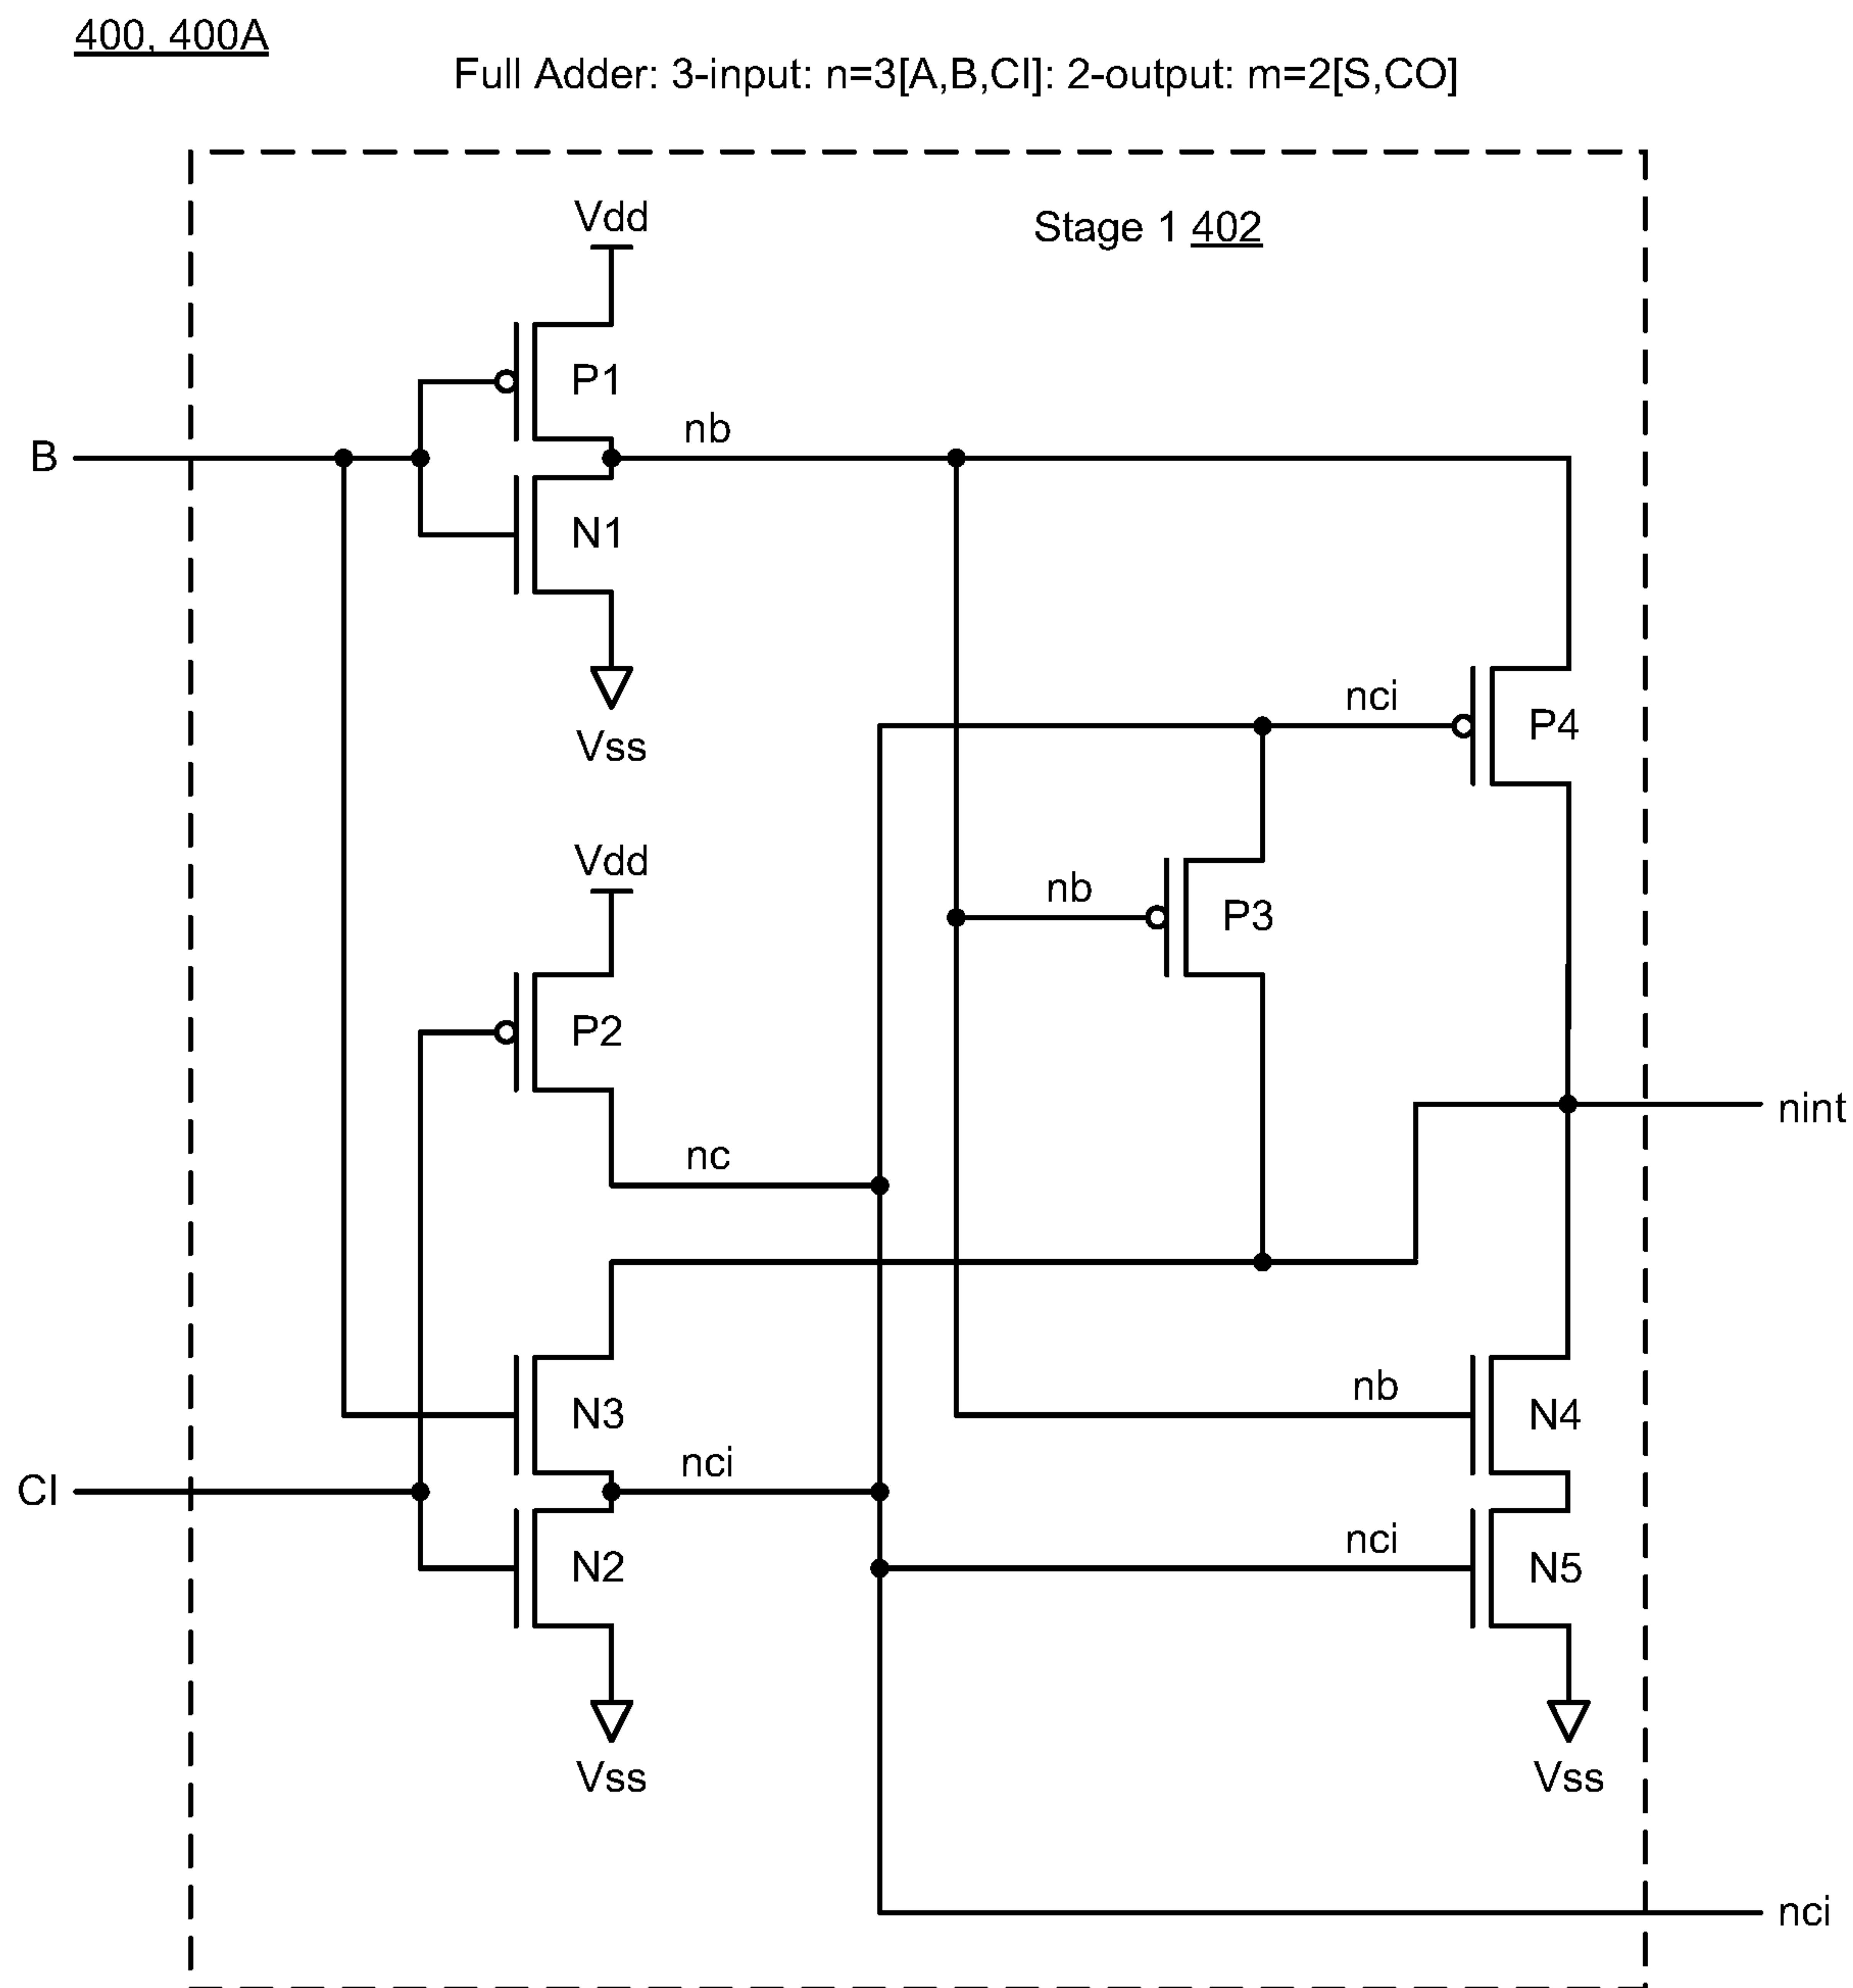 400, 400A
Full Adder: 3-input: n=3[A,B,CI]: 2-output: m=2[S,CO]
Vdd
Stage 1 402
P1
nb
B
N1
nci
P4
Vss
Vdd
nb
P3
P2
nint
nc
nb
N3
N4
nci
CI
nci
N2
N5
Vss
Vss
nci